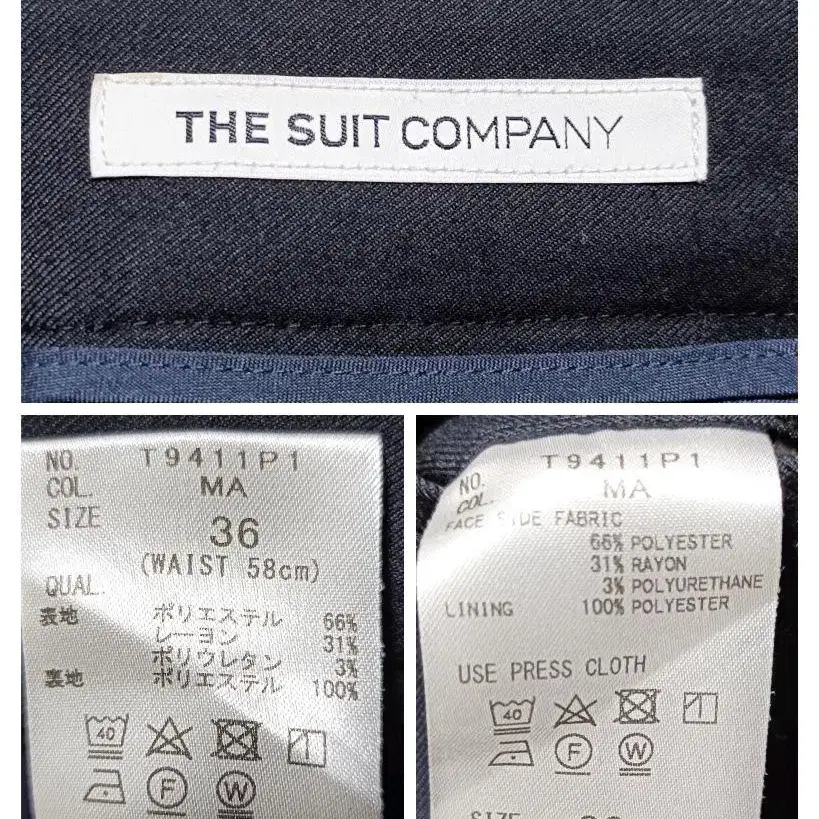 THE SUIT COMPANY
NO. T9411P1
COL. MA
SIZE 36
(WAIST 58cm)
QUAL.
表地 ポリエステル 66%
レーヨン 31%
ポリウレタン 3%
裏地 ポリエステル 100%
40
F W
NO. T9411P1
COL. MA
FACE SIDE FABRIC
66% POLYESTER
31% RAYON
3% POLYURETHANE
LINING 100% POLYESTER
USE PRESS CLOTH
40
F W
SIZE